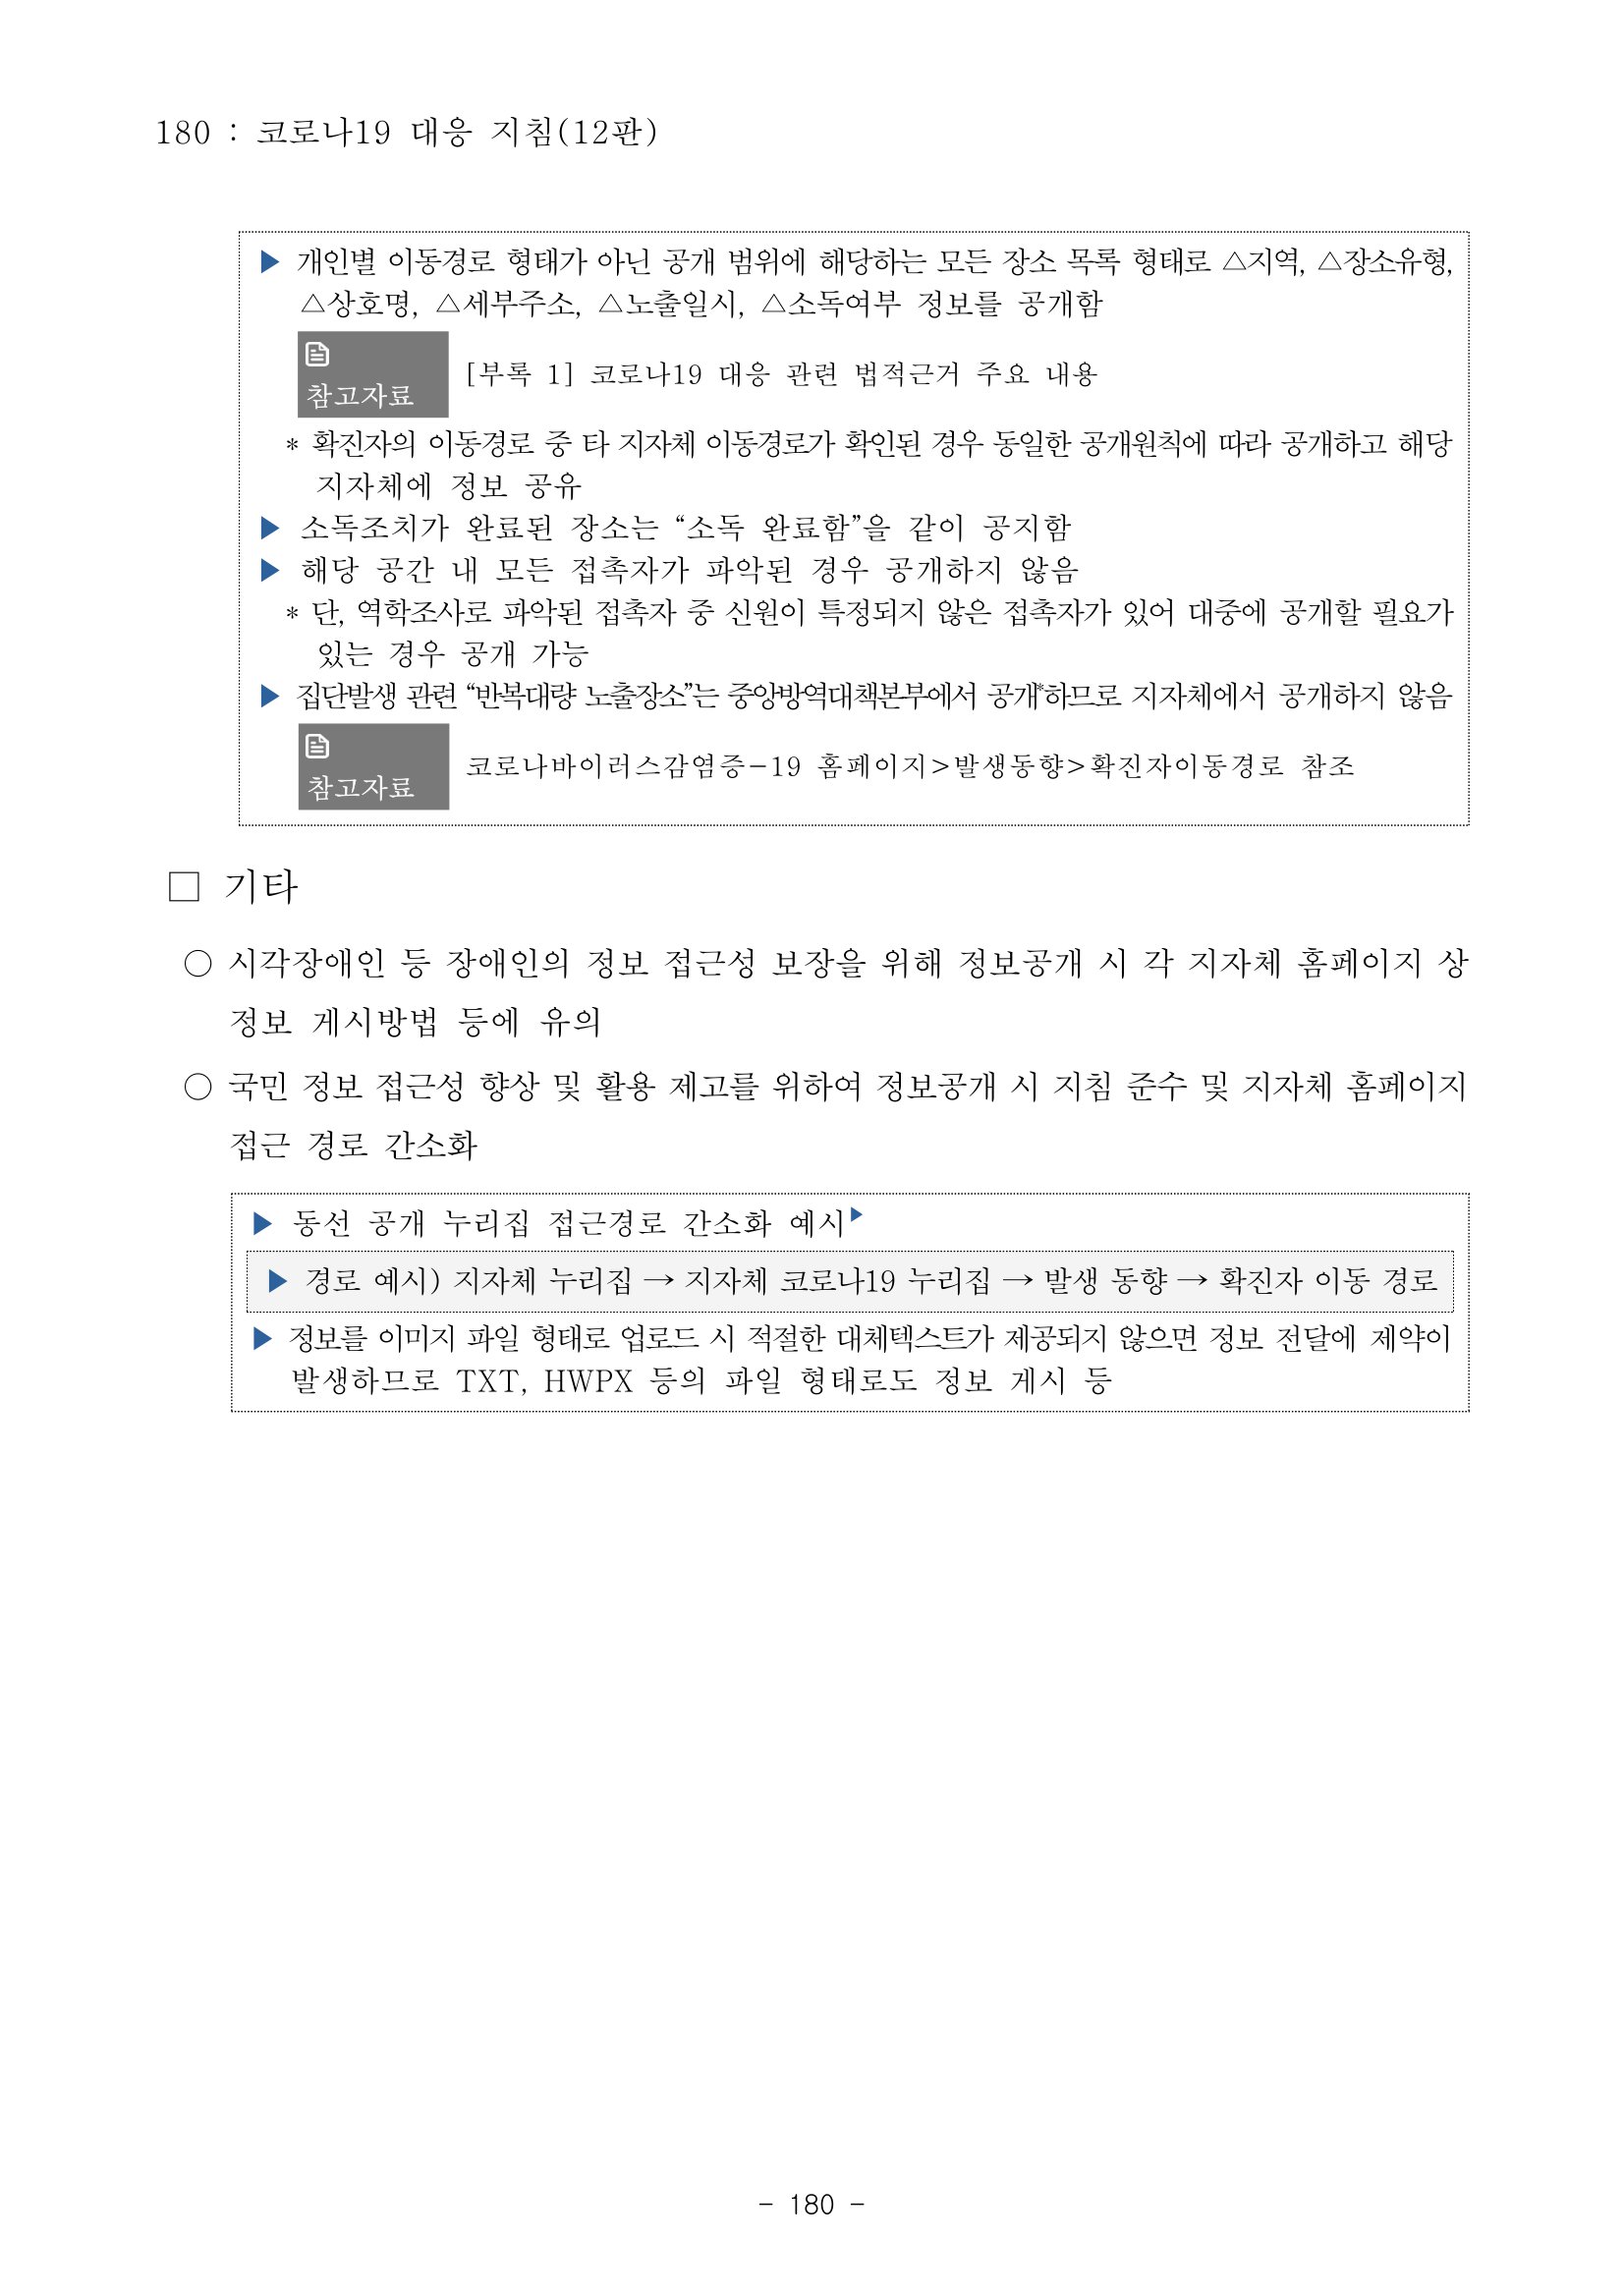 180 : 코로나19 대응 지침(12판)
▶ 개인별 이동경로 형태가 아닌 공개 범위에 해당하는 모든 장소 목록 형태로 △지역, △장소유형,
△상호명, △세부주소, △노출일시, △소독여부 정보를 공개함
참고자료
[부록 1] 코로나19 대응 관련 법적근거 주요 내용
* 확진자의 이동경로 중 타 지자체 이동경로가 확인된 경우 동일한 공개원칙에 따라 공개하고 해당
지자체에 정보 공유
▶ 소독조치가 완료된 장소는 “소독 완료함”을 같이 공지함
▶ 해당 공간 내 모든 접촉자가 파악된 경우 공개하지 않음
* 단, 역학조사로 파악된 접촉자 중 신원이 특정되지 않은 접촉자가 있어 대중에 공개할 필요가
있는 경우 공개 가능
▶ 집단발생 관련 “반복대량 노출장소”는 중앙방역대책본부에서 공개*하므로 지자체에서 공개하지 않음
참고자료
코로나바이러스감염증-19 홈페이지>발생동향>확진자이동경로 참조
□ 기타
○ 시각장애인 등 장애인의 정보 접근성 보장을 위해 정보공개 시 각 지자체 홈페이지 상
정보 게시방법 등에 유의
○ 국민 정보 접근성 향상 및 활용 제고를 위하여 정보공개 시 지침 준수 및 지자체 홈페이지
접근 경로 간소화
▶ 동선 공개 누리집 접근경로 간소화 예시▶
▶ 경로 예시) 지자체 누리집 → 지자체 코로나19 누리집 → 발생 동향 → 확진자 이동 경로
▶ 정보를 이미지 파일 형태로 업로드 시 적절한 대체텍스트가 제공되지 않으면 정보 전달에 제약이
발생하므로 TXT, HWPX 등의 파일 형태로도 정보 게시 등
- 180 -